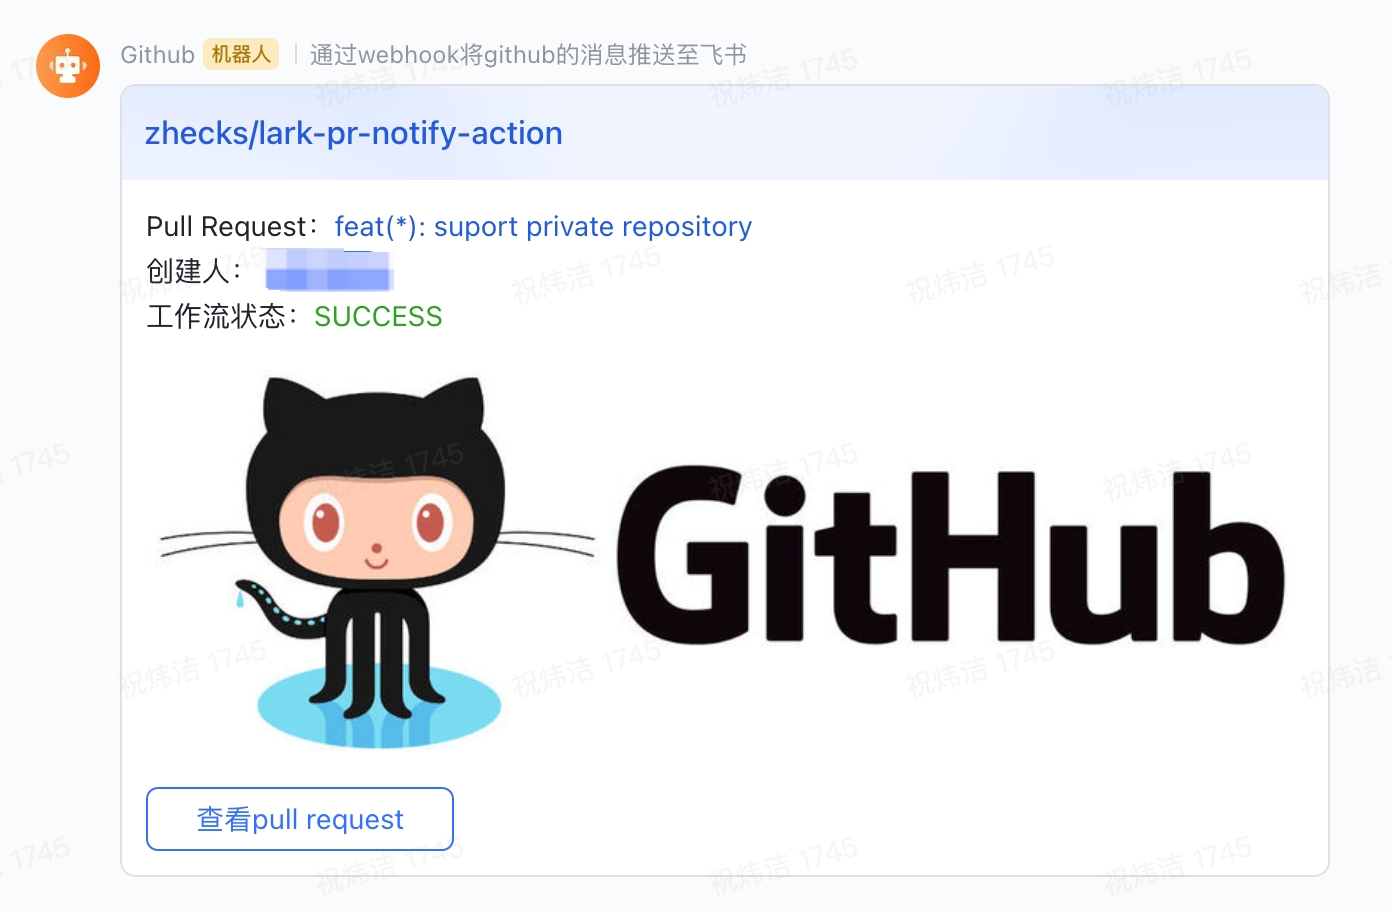 Github 机器人 | 通过webhook将github的消息推送至飞书
zhecks/lark-pr-notify-action
Pull Request： feat(*): suport private repository
创建人：
工作流状态： SUCCESS
GitHub
查看pull request
祝炜洁 1745